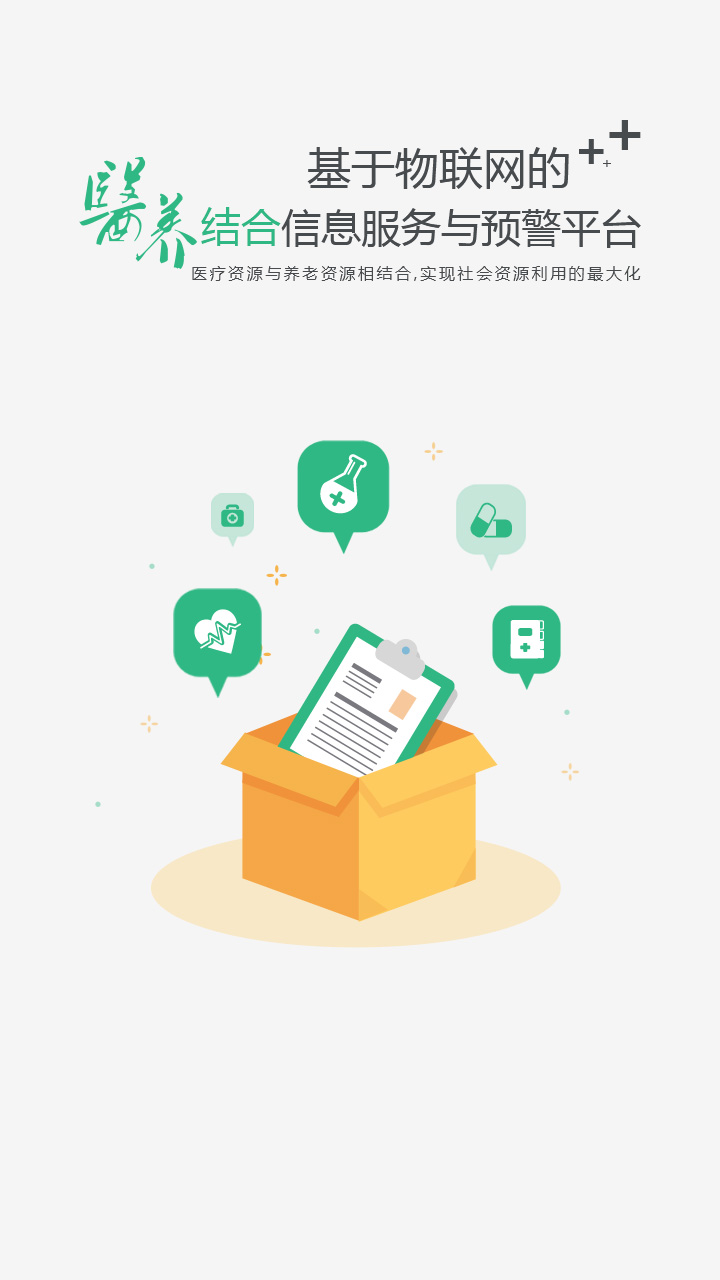 基于物联网的
醫养结合信息服务与预警平台
医疗资源与养老资源相结合,实现社会资源利用的最大化